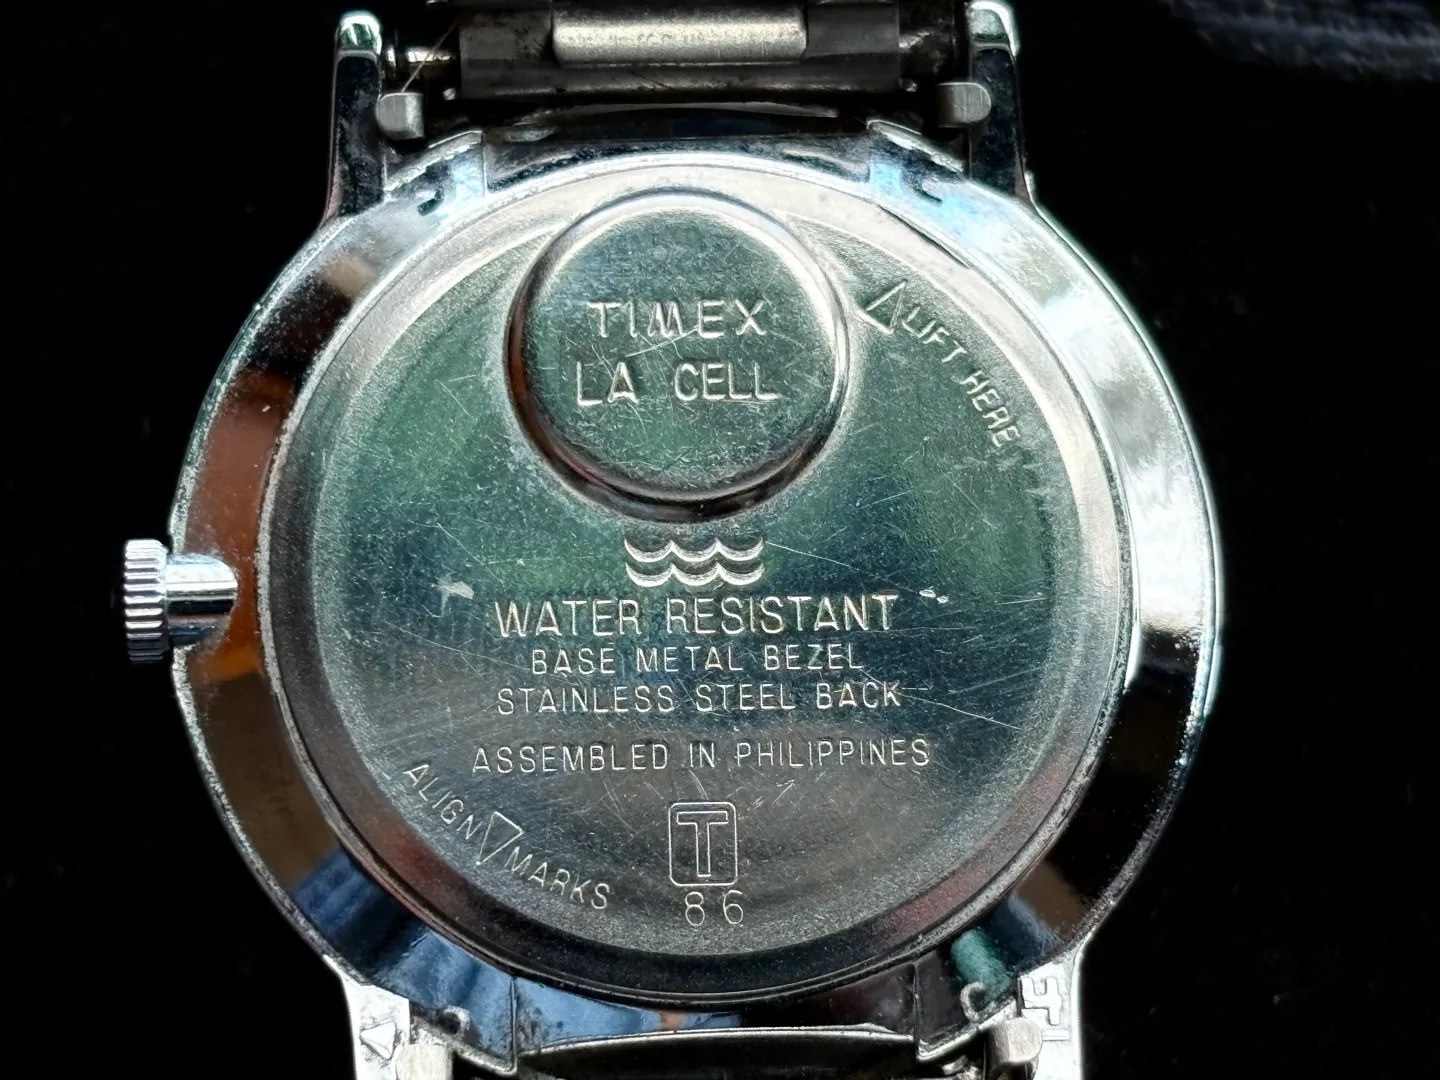 TIMEX
LA CELL
LIFT HERE
WATER RESISTANT
BASE METAL BEZEL
STAINLESS STEEL BACK
ASSEMBLED IN PHILIPPINES
ALIGN MARKS
T
86